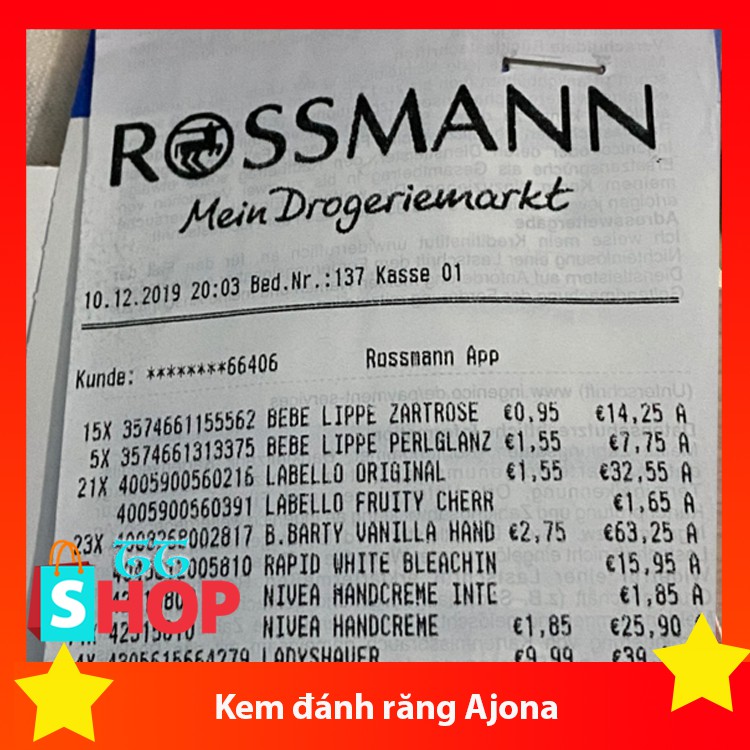 ROSSMANN
Mein Drogeriemarkt
10.12.2019 20:03 Bed.Nr.:137 Kasse 01
Kunde: ********66406 Rossmann App
15X 3574661155562 BEBE LIPPE ZARTROSE €0,95 €14,25 A
5X 3574661313375 BEBE LIPPE PERLGLANZ €1,55 €7,75 A
21X 4005900560216 LABELLO ORIGINAL €1,55 €32,55 A
4005900560391 LABELLO FRUITY CHERR €1,65 A
23X B.BARTY VANILLA HAND €2,75 €63,25 A
RAPID WHITE BLEACHIN €15,95 A
NIVEA HANDCREME INTE €1,85 A
NIVEA HANDCREME €1,85 €25,90
4305615664279 LADYSHAVER €9,99
SHOP
Kem đánh răng Ajona